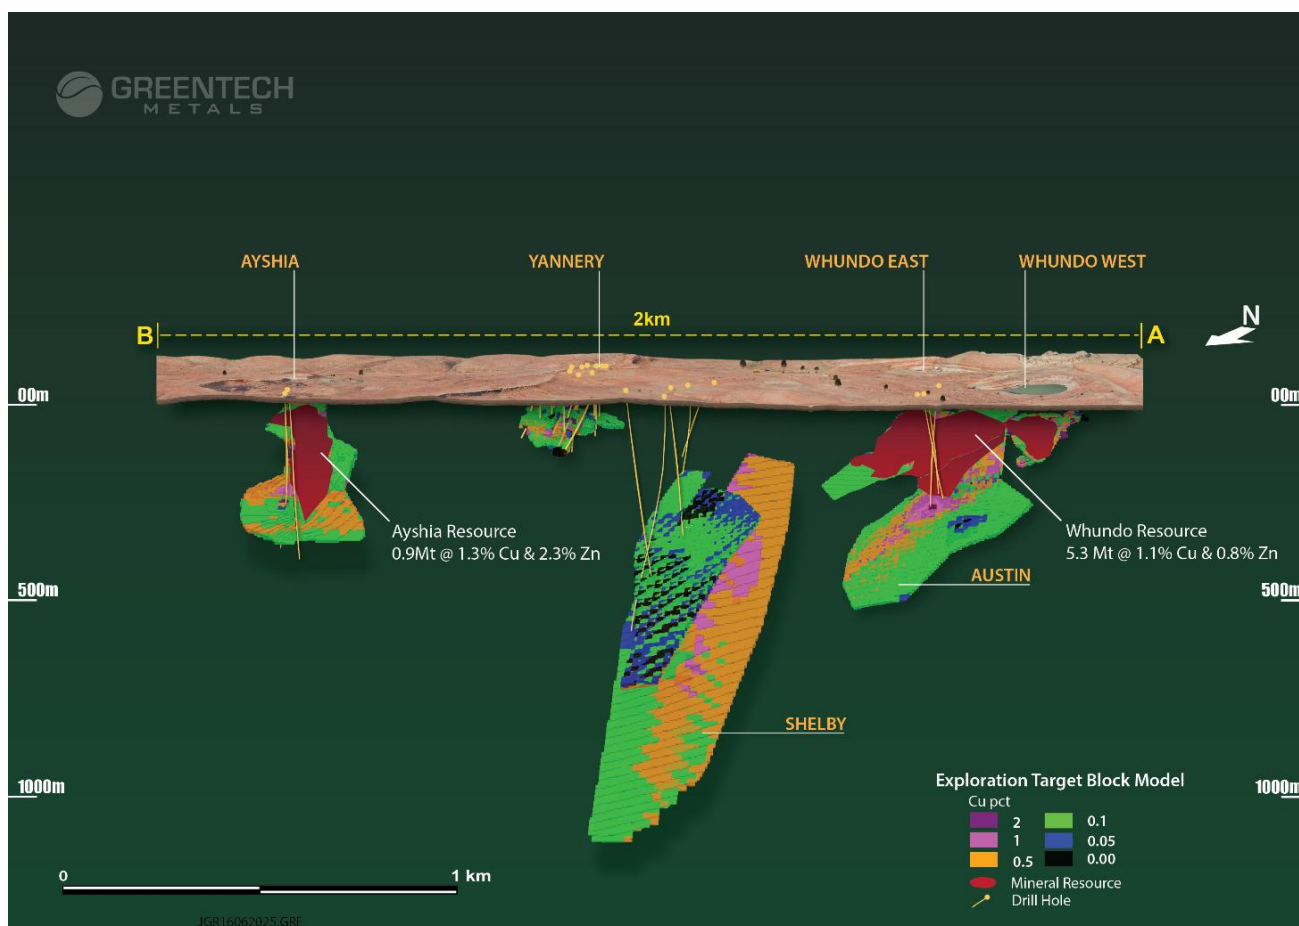 GREENTECH
METALS
AYSHIA
YANNERY
WHUNDO EAST
WHUNDO WEST
B
2km
A
N
00m
00m
Ayshia Resource
0.9Mt @ 1.3% Cu & 2.3% Zn
Whundo Resource
5.3 Mt @ 1.1% Cu & 0.8% Zn
AUSTIN
500m
500m
SHELBY
1000m
1000m
Exploration Target Block Model
Cu pct
2
0.1
1
0.05
0.5
0.00
Mineral Resource
Drill Hole
0
1 km
JGR16062025.GRE